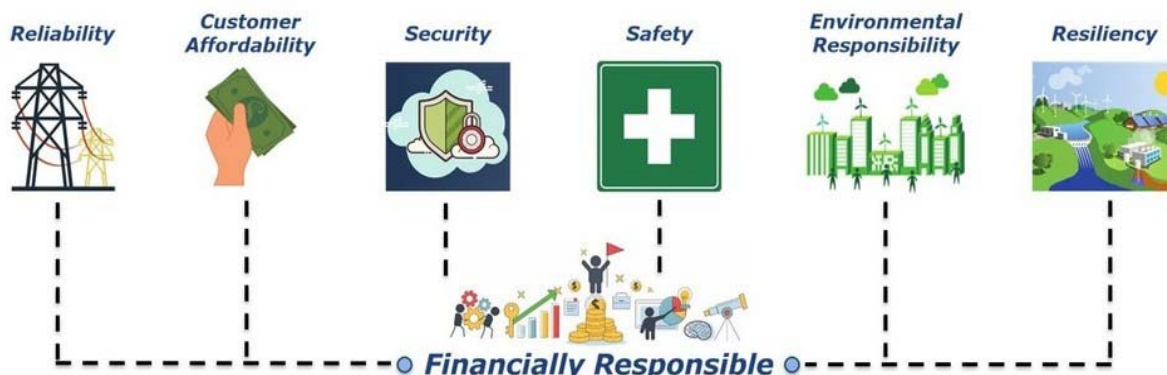 Reliability
Customer
Affordability
Security
Safety
Environmental
Responsibility
Resiliency
Financially Responsible